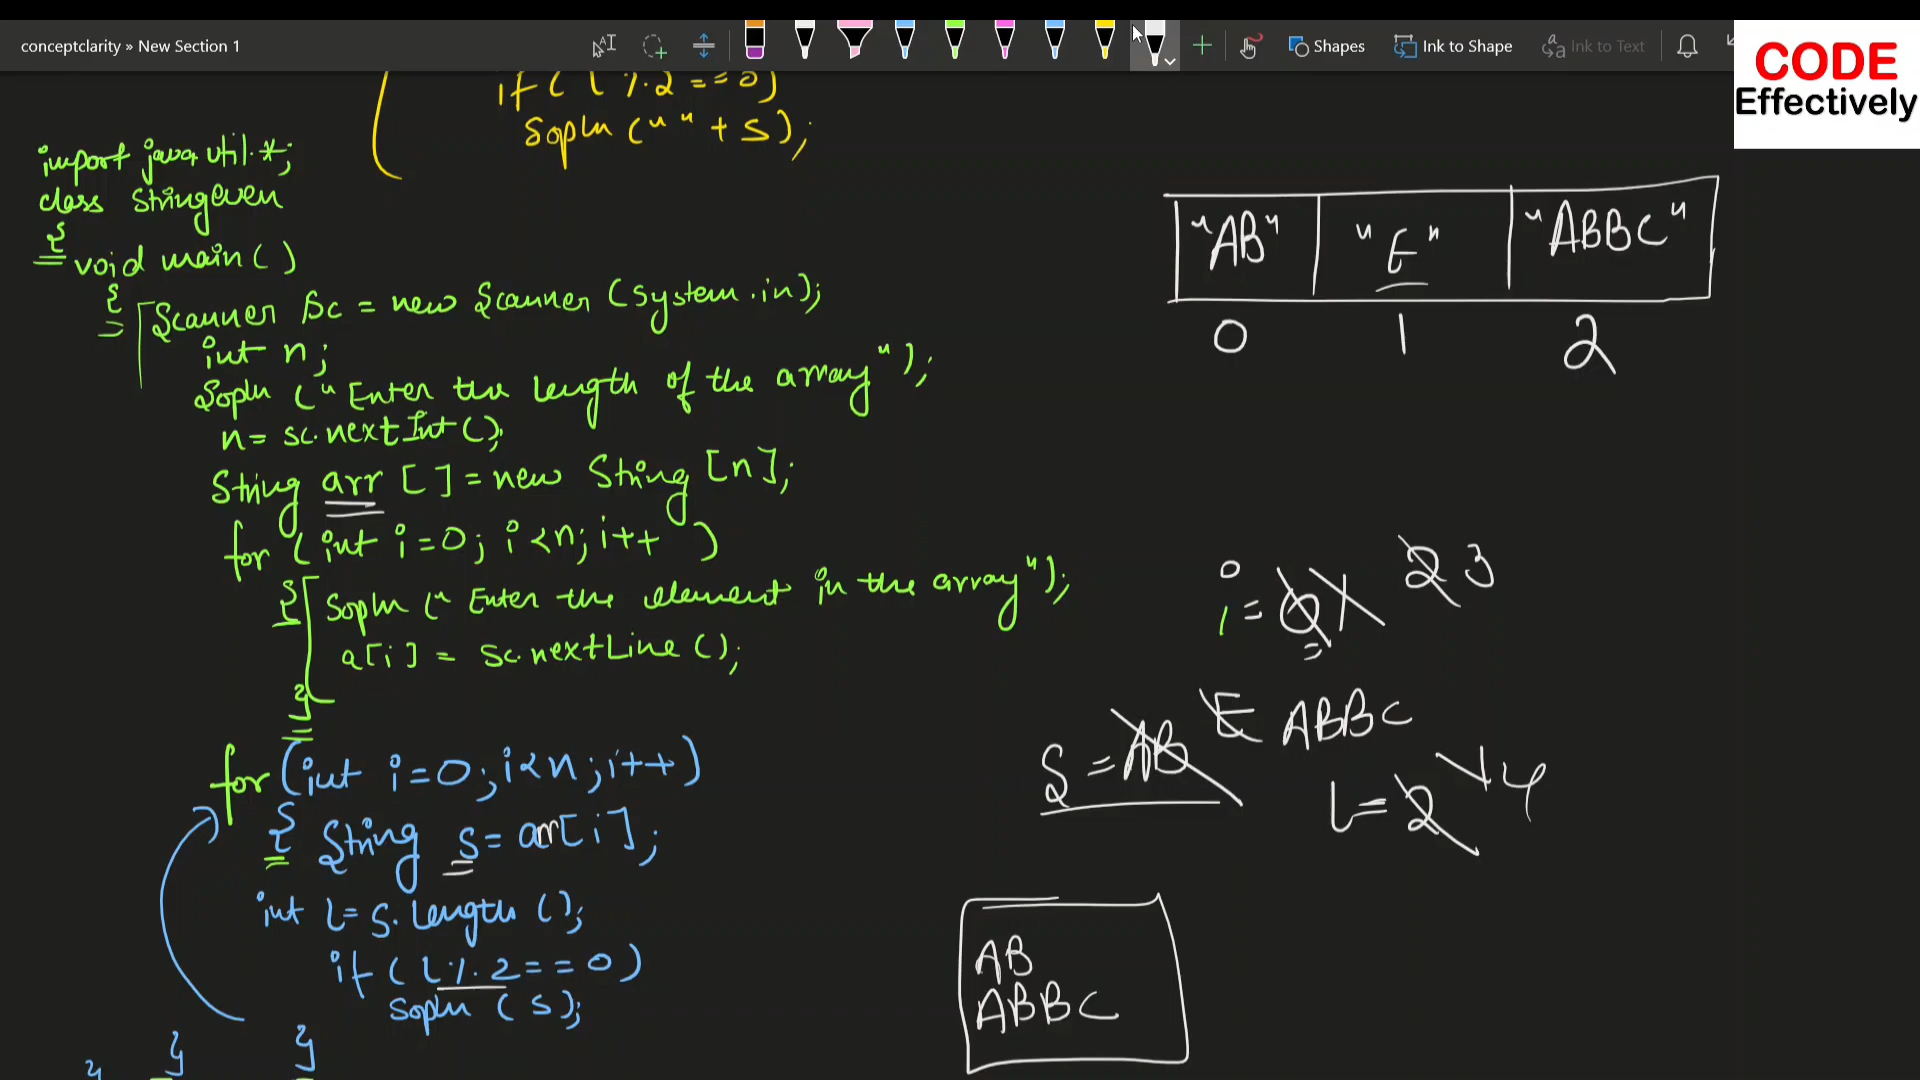 conceptclarity » New Section 1
Shapes
Ink to Shape
Ink to Text
CODE
Effectively
if ( l % 2 == 0)
Sopln (" " + s);
import java.util.*;
class Stringeven
{
void main ( )
{
Scanner sc = new Scanner (System.in);
int n;
Sopln (" Enter the length of the array");
n = sc.nextInt ();
String arr [ ] = new String [n];
for (int i=0; i<n; i++ )
{
Sopln (" Enter the element in the array");
a[i] = sc.nextLine ();
}
for (int i=0; i<n; i++)
{ String s = arr[i];
int l = s.length ();
if ( l % 2 == 0 )
Sopln ( s );
}
}
}
"AB" "E" "ABBC"
0 1 2
i = 0 1 2 3
S = AB E ABBC
l = 2 1 4
AB
ABBC